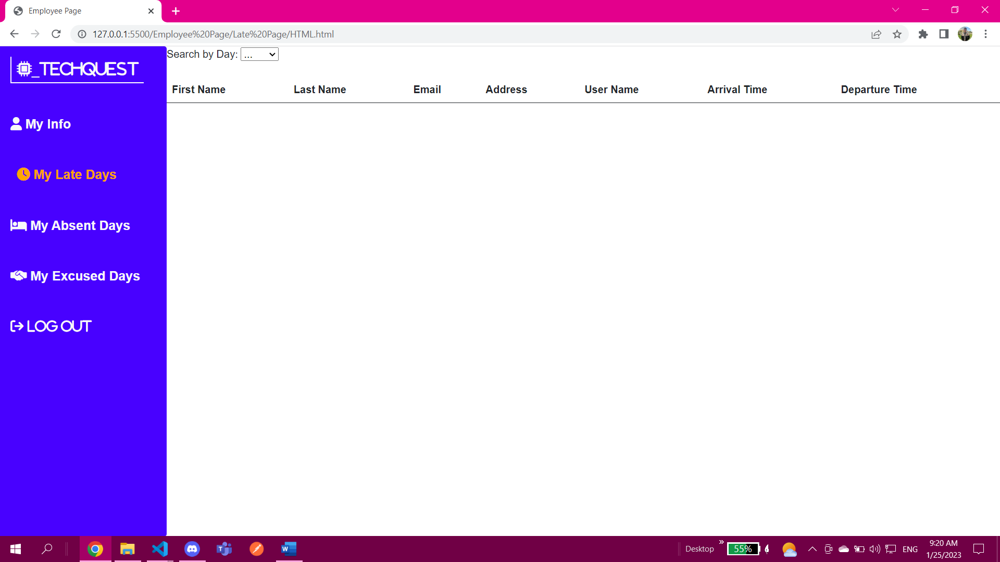 Employee Page
127.0.0.1:5500/Employee%20Page/Late%20Page/HTML.html
_TECHQUEST
My Info
My Late Days
My Absent Days
My Excused Days
LOG OUT
Search by Day: ...
First Name Last Name Email Address User Name Arrival Time Departure Time
Desktop
»
55%
ENG
9:20 AM
1/25/2023